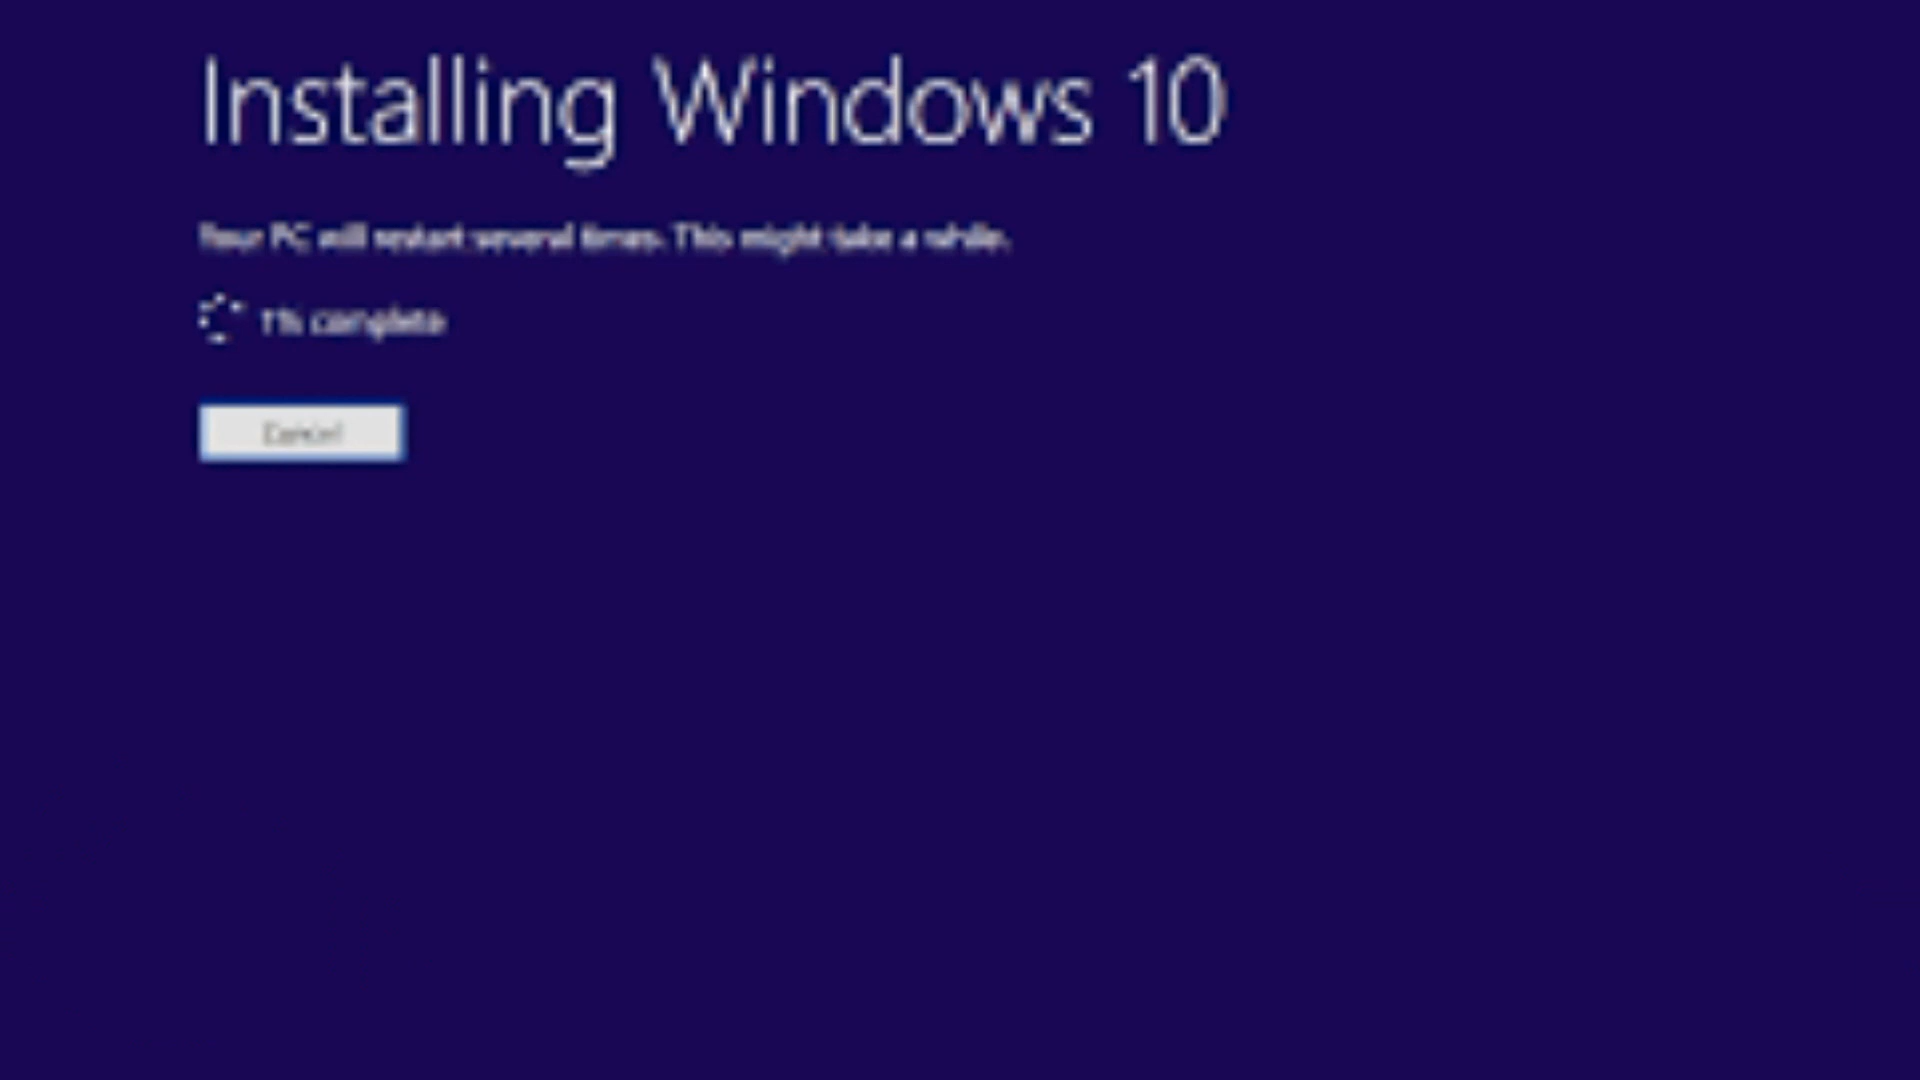 Installing Windows 10
Your PC will restart several times. This might take a while.
1% complete
Cancel